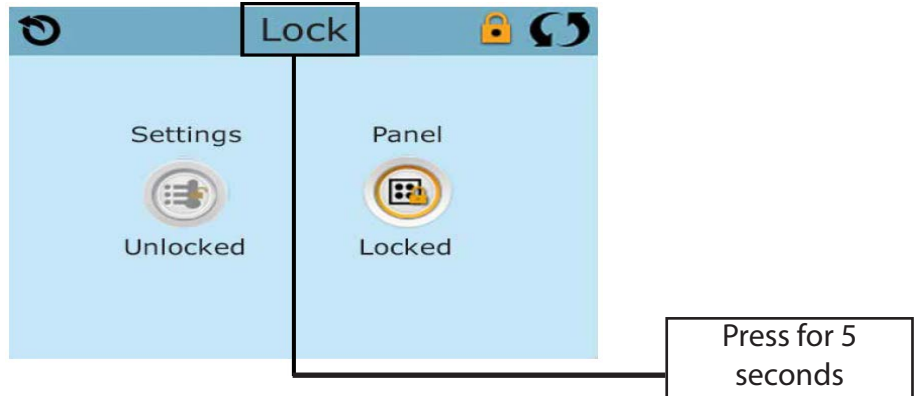 Lock
Settings
Panel
Unlocked
Locked
Press for 5
seconds